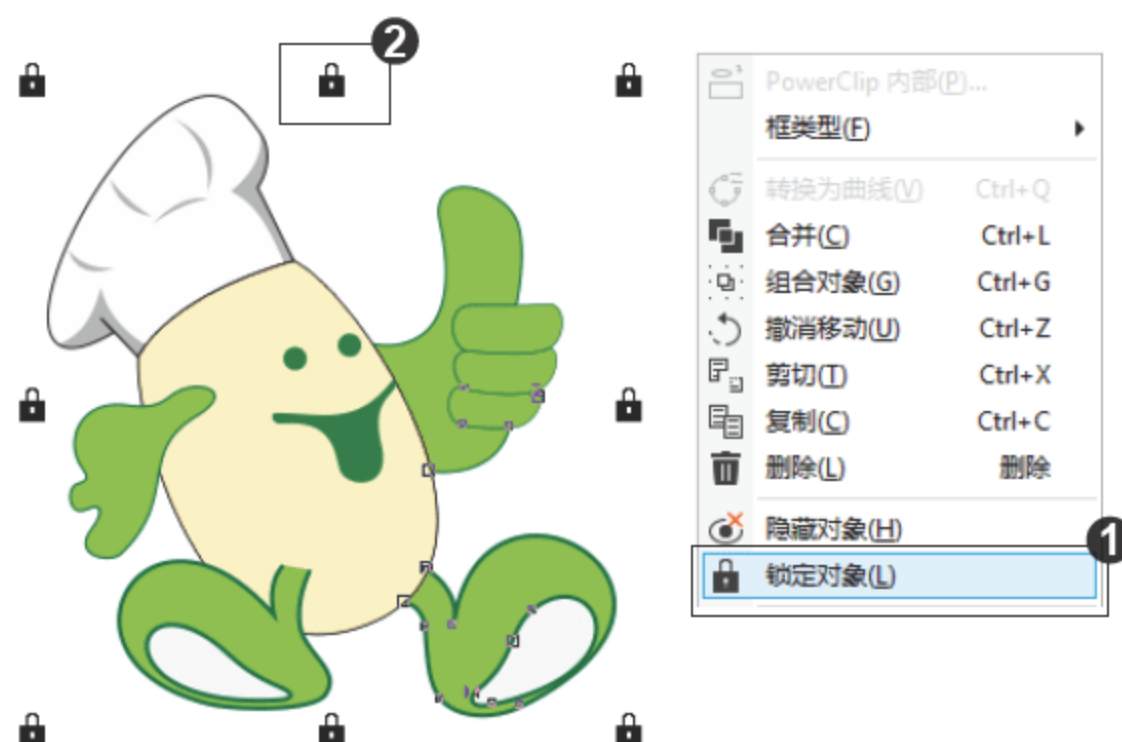 2
PowerClip 内部(P)...
框类型(F)
转换为曲线(V) Ctrl+Q
合并(C) Ctrl+L
组合对象(G) Ctrl+G
撤消移动(U) Ctrl+Z
剪切(T) Ctrl+X
复制(C) Ctrl+C
删除(L) 删除
隐藏对象(H)
1
锁定对象(L)